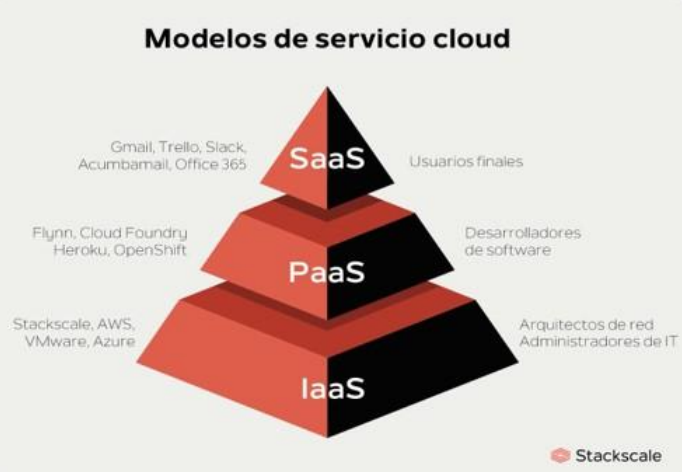 Modelos de servicio cloud
Gmail, Trello, Slack,
Acumbamail, Office 365
SaaS
Usuarios finales
Flynn, Cloud Foundry
Heroku, OpenShift
PaaS
Desarrolladores
de software
Stackscale, AWS,
VMware, Azure
IaaS
Arquitectos de red
Administradores de IT
Stackscale